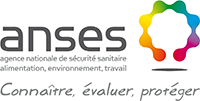 anses
agence nationale de sécurité sanitaire
alimentation, environnement, travail
Connaître, évaluer, protéger